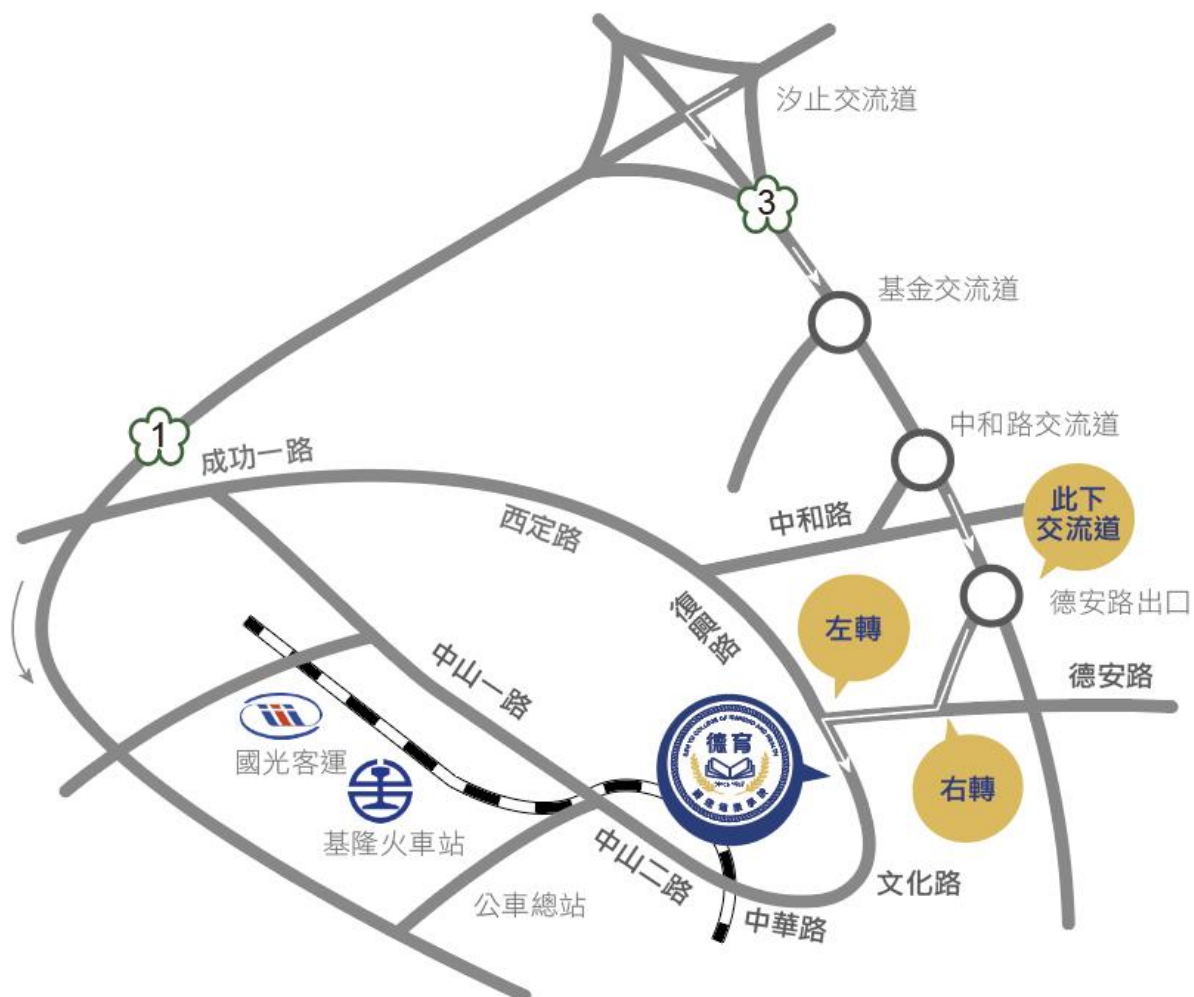 汐止交流道
3
基金交流道
1
成功一路
中和路交流道
西定路
中和路
此下
交流道
復興路
左轉
德安路出口
中山一路
德安路
國光客運
德育
右轉
基隆火車站
中山二路
文化路
公車總站
中華路